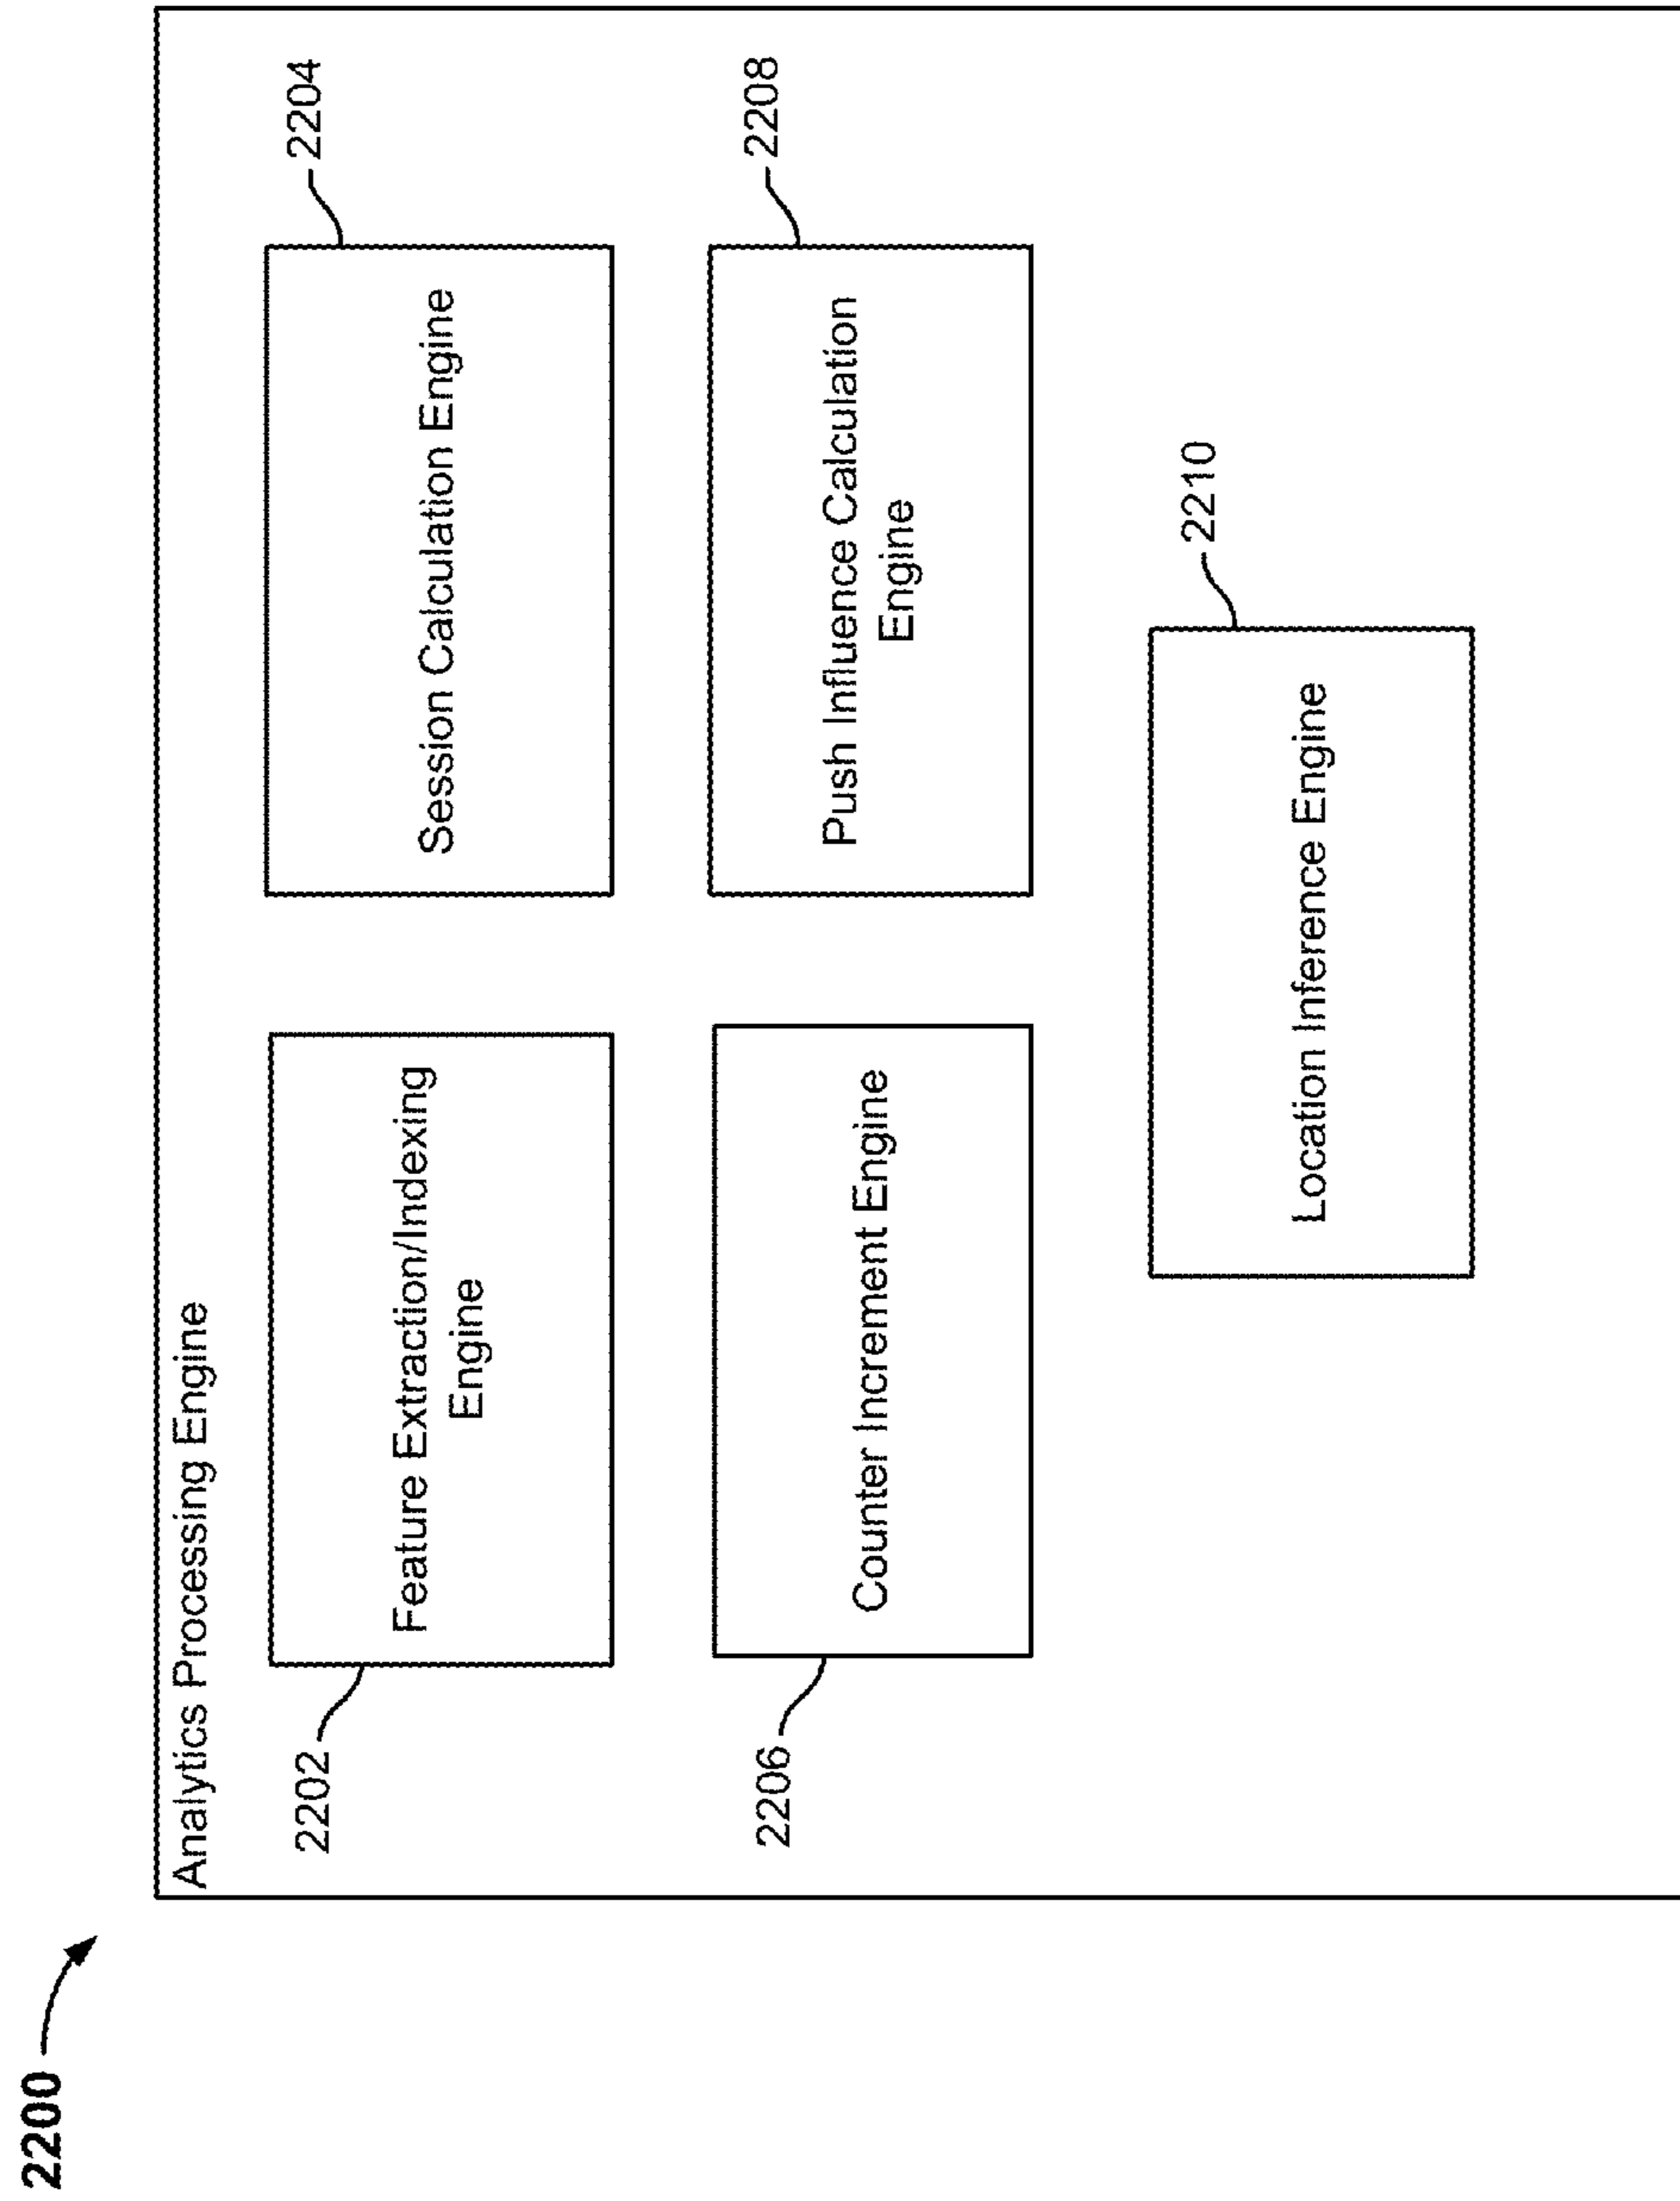 2200
Analytics Processing Engine
2202
Feature Extraction/Indexing
Engine
Session Calculation Engine
2204
2206
Counter Increment Engine
Push Influence Calculation
Engine
2208
Location Inference Engine
2210